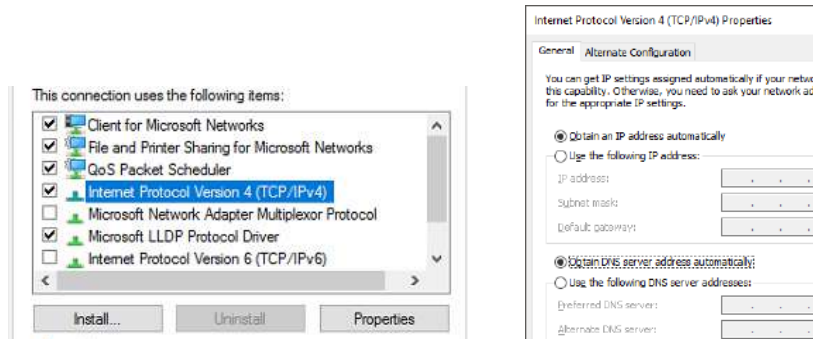 This connection uses the following items:
Client for Microsoft Networks
File and Printer Sharing for Microsoft Networks
QoS Packet Scheduler
Internet Protocol Version 4 (TCP/IPv4)
Microsoft Network Adapter Multiplexor Protocol
Microsoft LLDP Protocol Driver
Internet Protocol Version 6 (TCP/IPv6)
Install...
Uninstall
Properties
Internet Protocol Version 4 (TCP/IPv4) Properties
General
Alternate Configuration
You can get IP settings assigned automatically if your
this capability. Otherwise, you need to ask your network
for the appropriate IP settings.
Obtain an IP address automatically
Use the following IP address:
IP address:
Subnet mask:
Default gateway:
Obtain DNS server address automatically:
Use the following DNS server addresses:
Preferred DNS server:
Alternate DNS server: